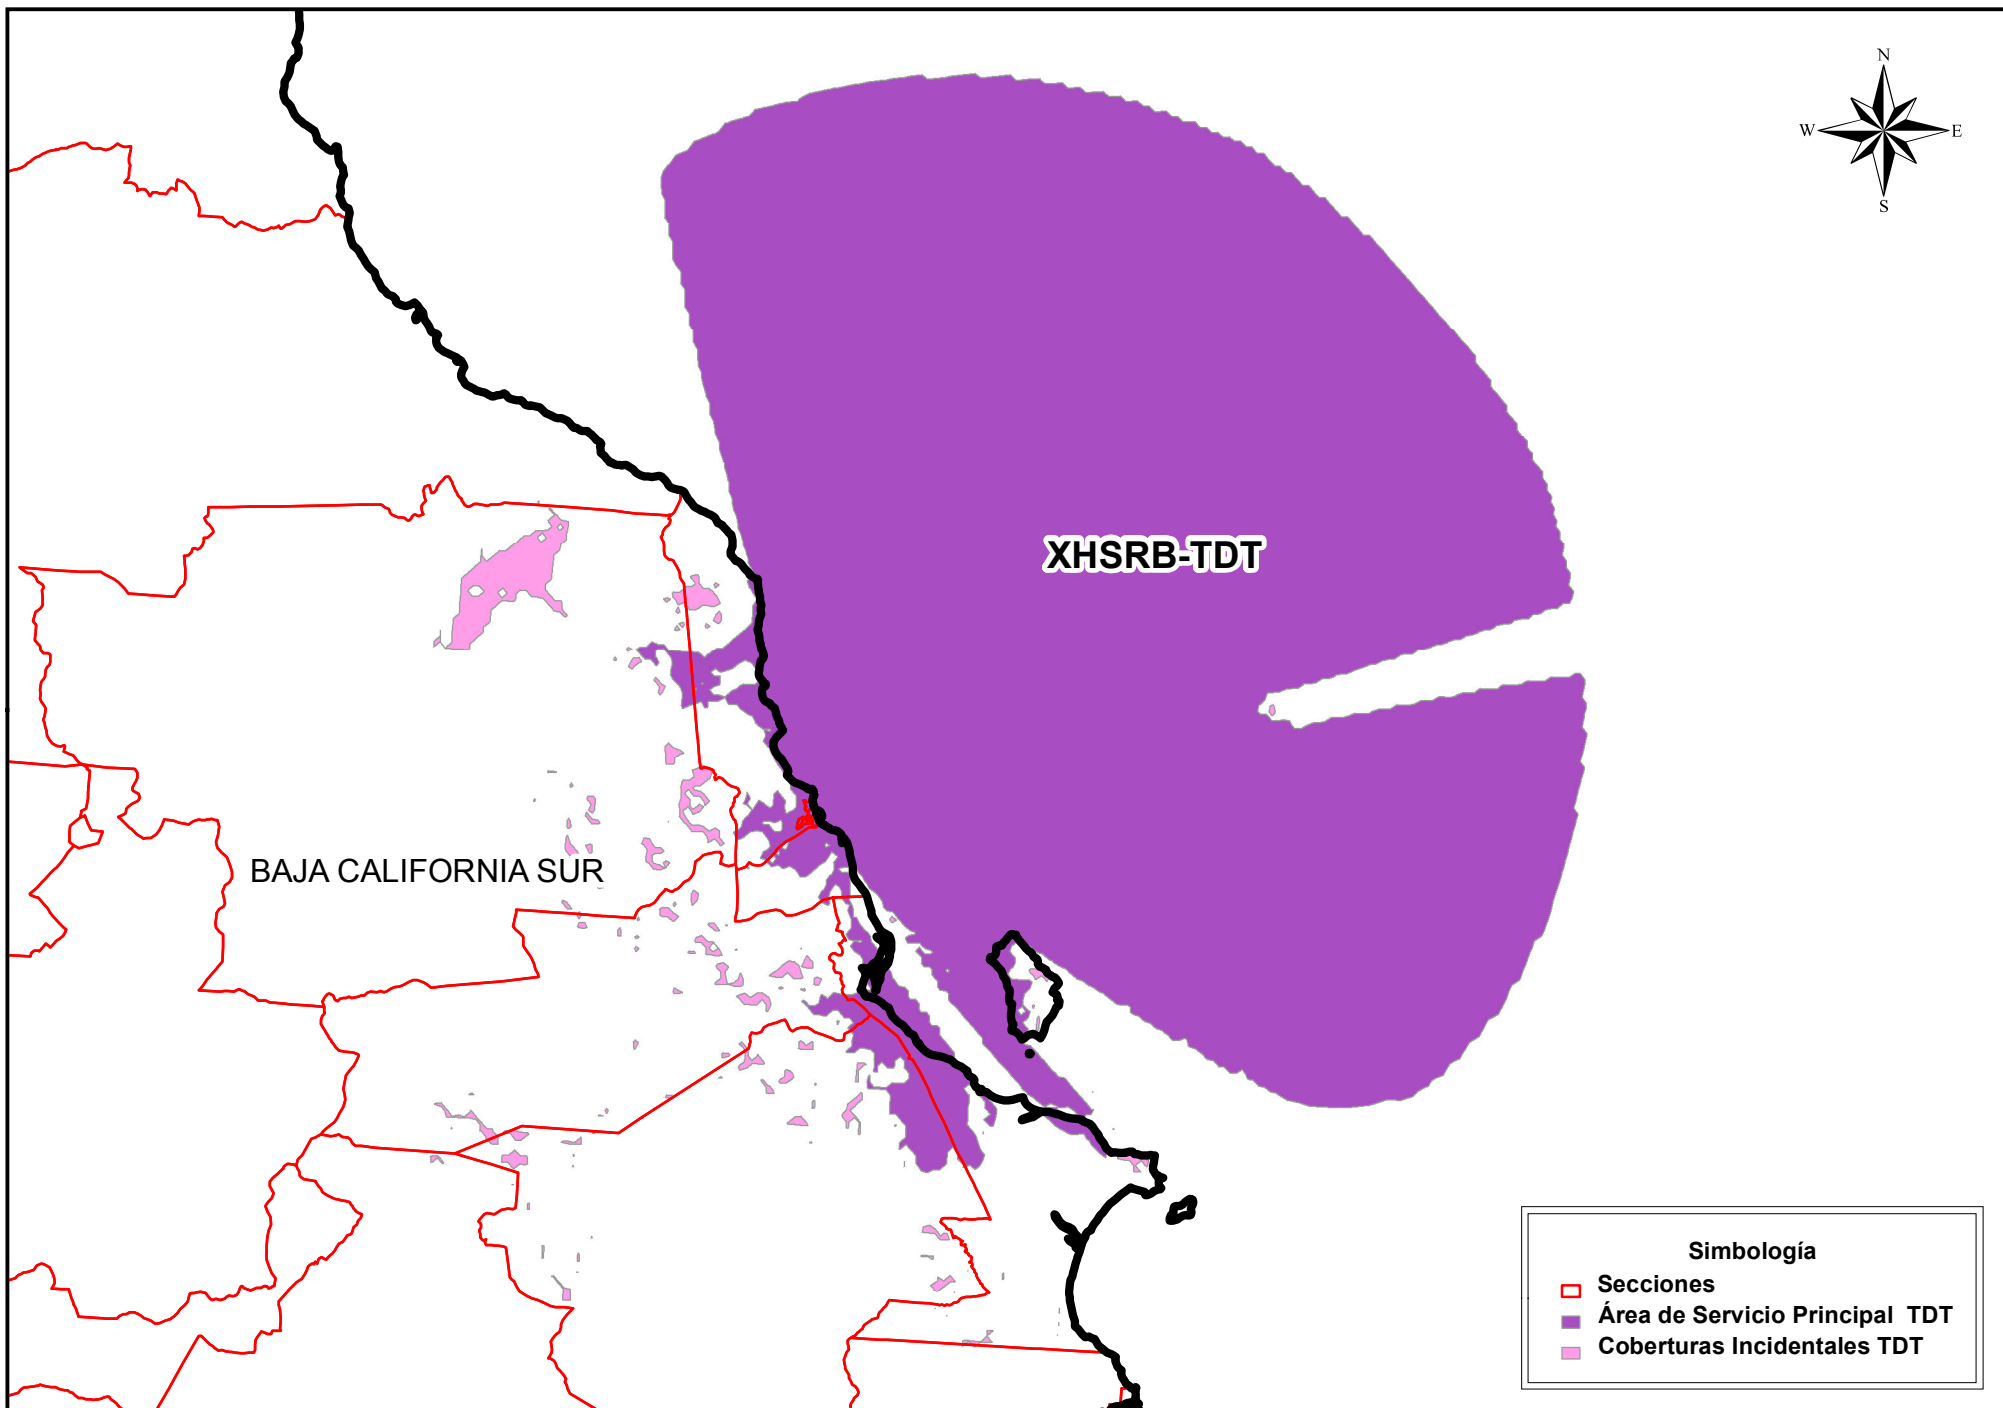 N
W E
S
XHSRB-TDT
BAJA CALIFORNIA SUR
Simbología
Secciones
Área de Servicio Principal TDT
Coberturas Incidentales TDT